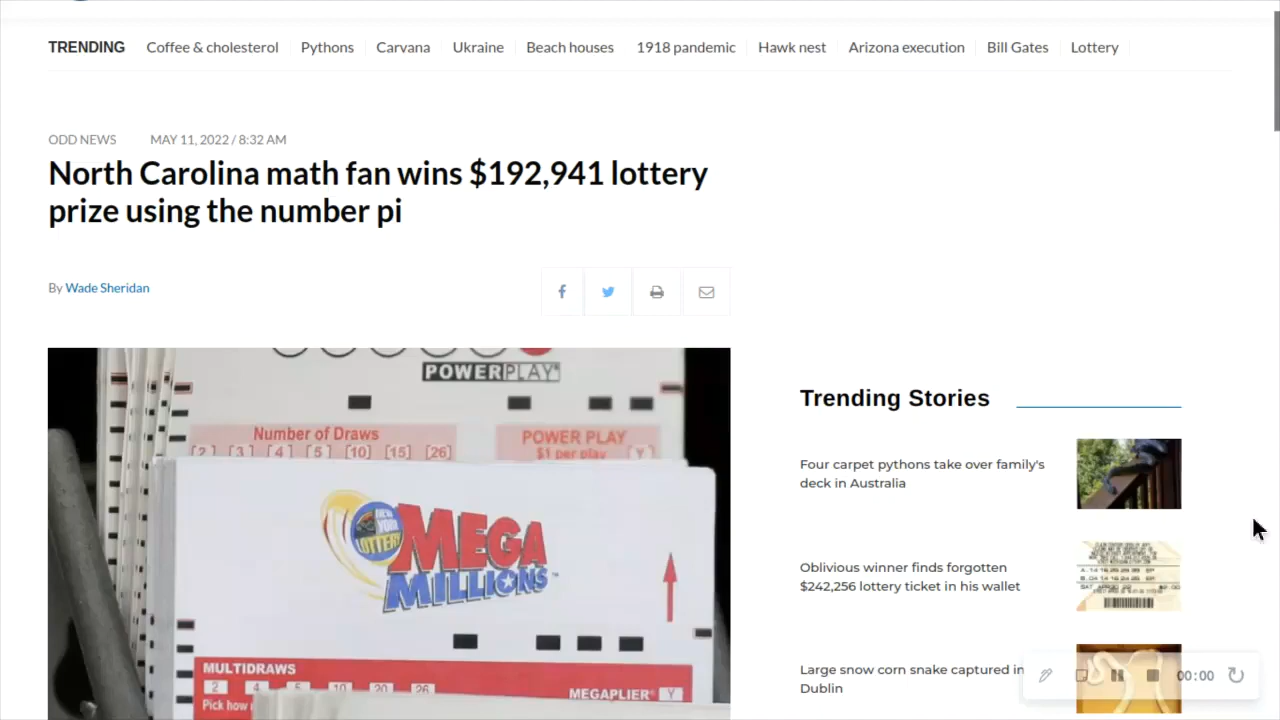 TRENDING Coffee & cholesterol Pythons Carvana Ukraine Beach houses 1918 pandemic Hawk nest Arizona execution Bill Gates Lottery
ODD NEWS MAY 11, 2022 / 8:32 AM
North Carolina math fan wins $192,941 lottery
prize using the number pi
By Wade Sheridan
POWERPLAY®
Number of Draws
[2] [3] [4] [5] [10] [15] [26]
POWER PLAY
$1 per play [Y]
NEW YORK LOTTERY
MEGA
MILLIONS™
MULTIDRAWS
2 4 5 10 20 26
MEGAPLIER® Y
Pick how
Trending Stories
Four carpet pythons take over family's
deck in Australia
Oblivious winner finds forgotten
$242,256 lottery ticket in his wallet
Large snow corn snake captured in
Dublin
00:00